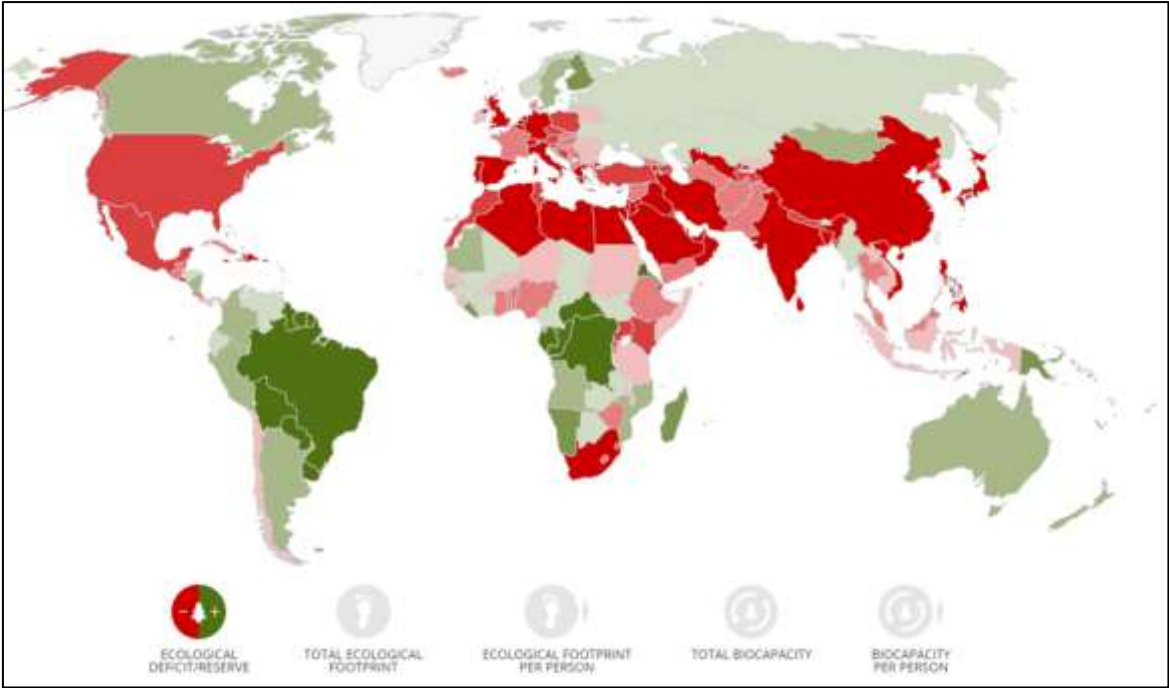 ECOLOGICAL
DEFICIT/RESERVE
TOTAL ECOLOGICAL
FOOTPRINT
ECOLOGICAL FOOTPRINT
PER PERSON
TOTAL BIOCAPACITY
BIOCAPACITY
PER PERSON